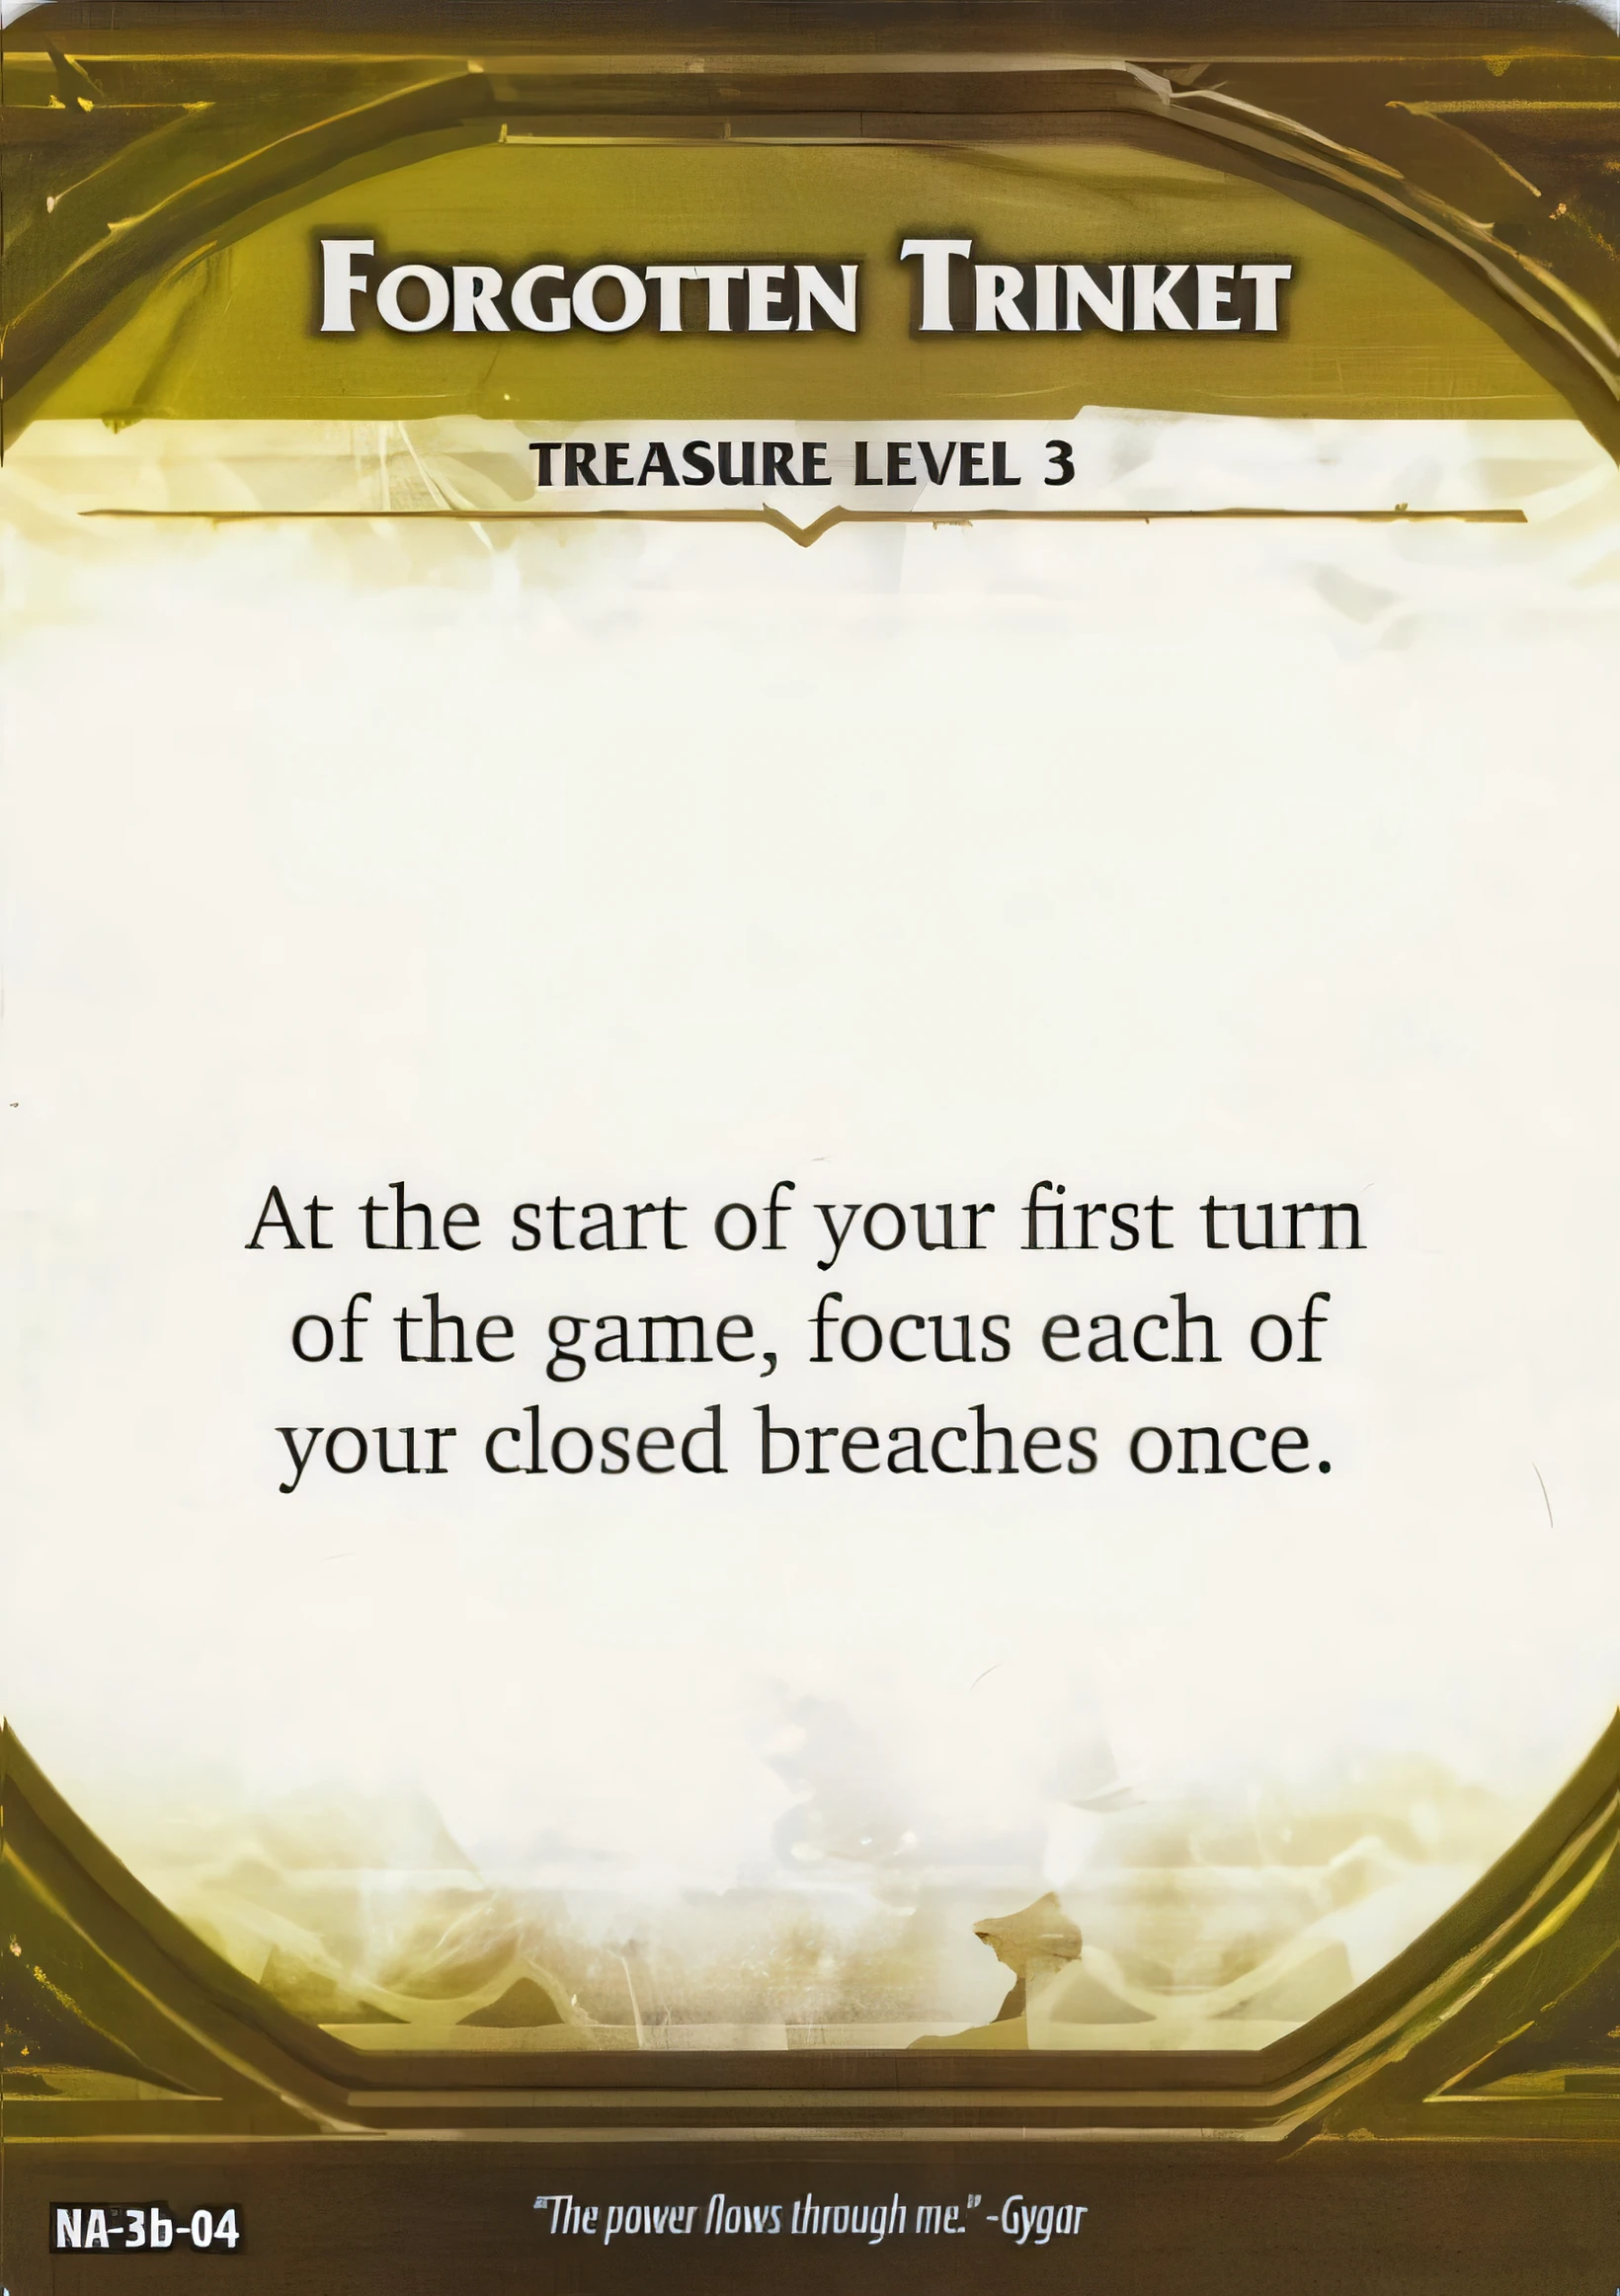 FORGOTTEN TRINKET
TREASURE LEVEL 3
At the start of your first turn
of the game, focus each of
your closed breaches once.
"The power flows through me." -Gygar
NA-3b-04